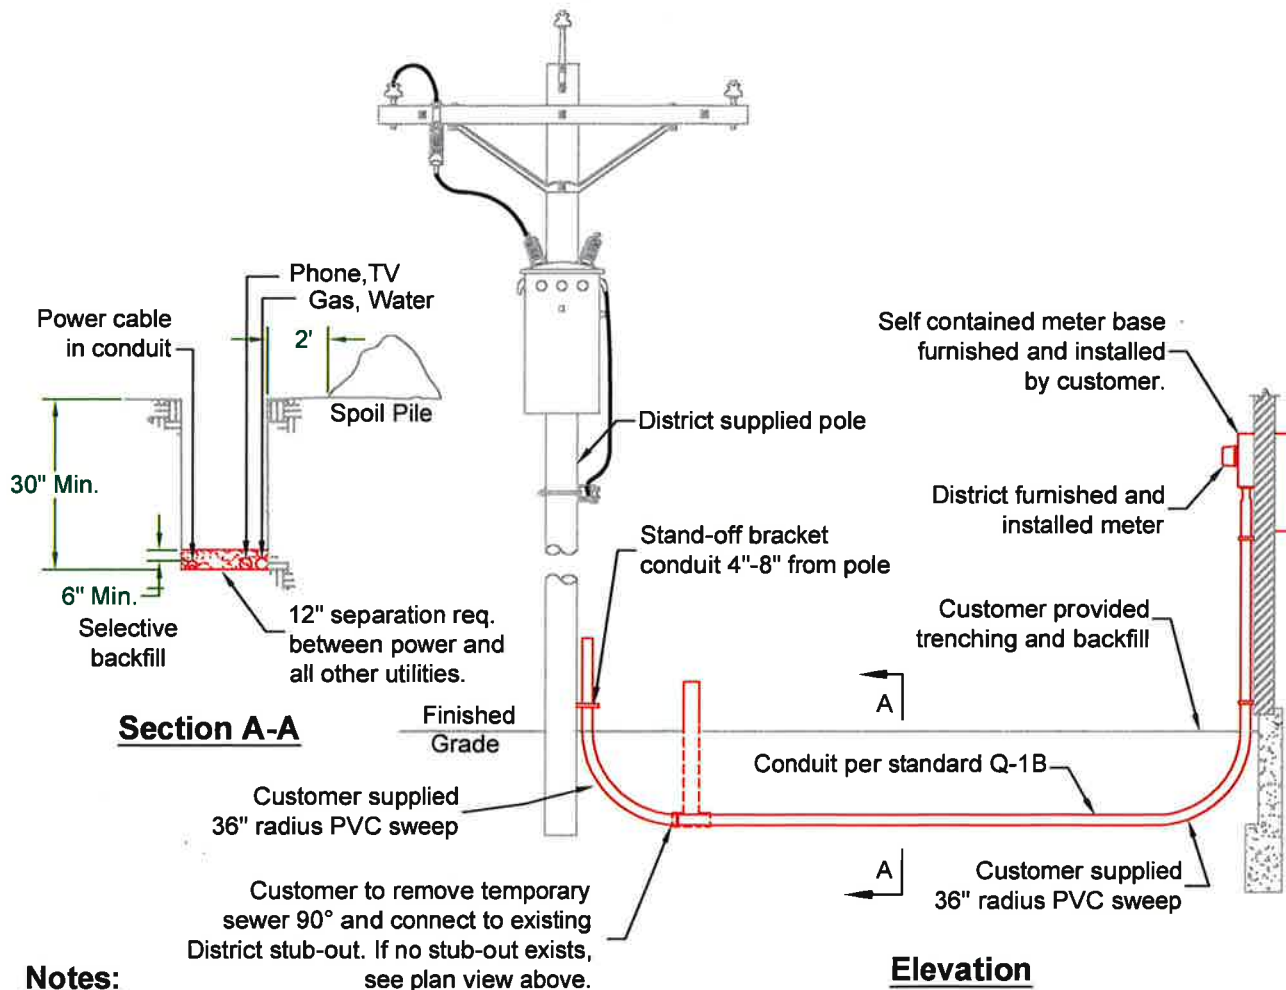 Phone,TV
Gas, Water
Power cable
in conduit
2'
Spoil Pile
30" Min.
6" Min.
Selective
backfill
12" separation req.
between power and
all other utilities.
Section A-A
District supplied pole
Stand-off bracket
conduit 4"-8" from pole
Self contained meter base
furnished and installed
by customer.
District furnished and
installed meter
Customer provided
trenching and backfill
A
Finished
Grade
Conduit per standard Q-1B
Customer supplied
36" radius PVC sweep
A
Customer supplied
36" radius PVC sweep
Customer to remove temporary
sewer 90° and connect to existing
District stub-out. If no stub-out exists,
see plan view above.
Elevation
Notes: